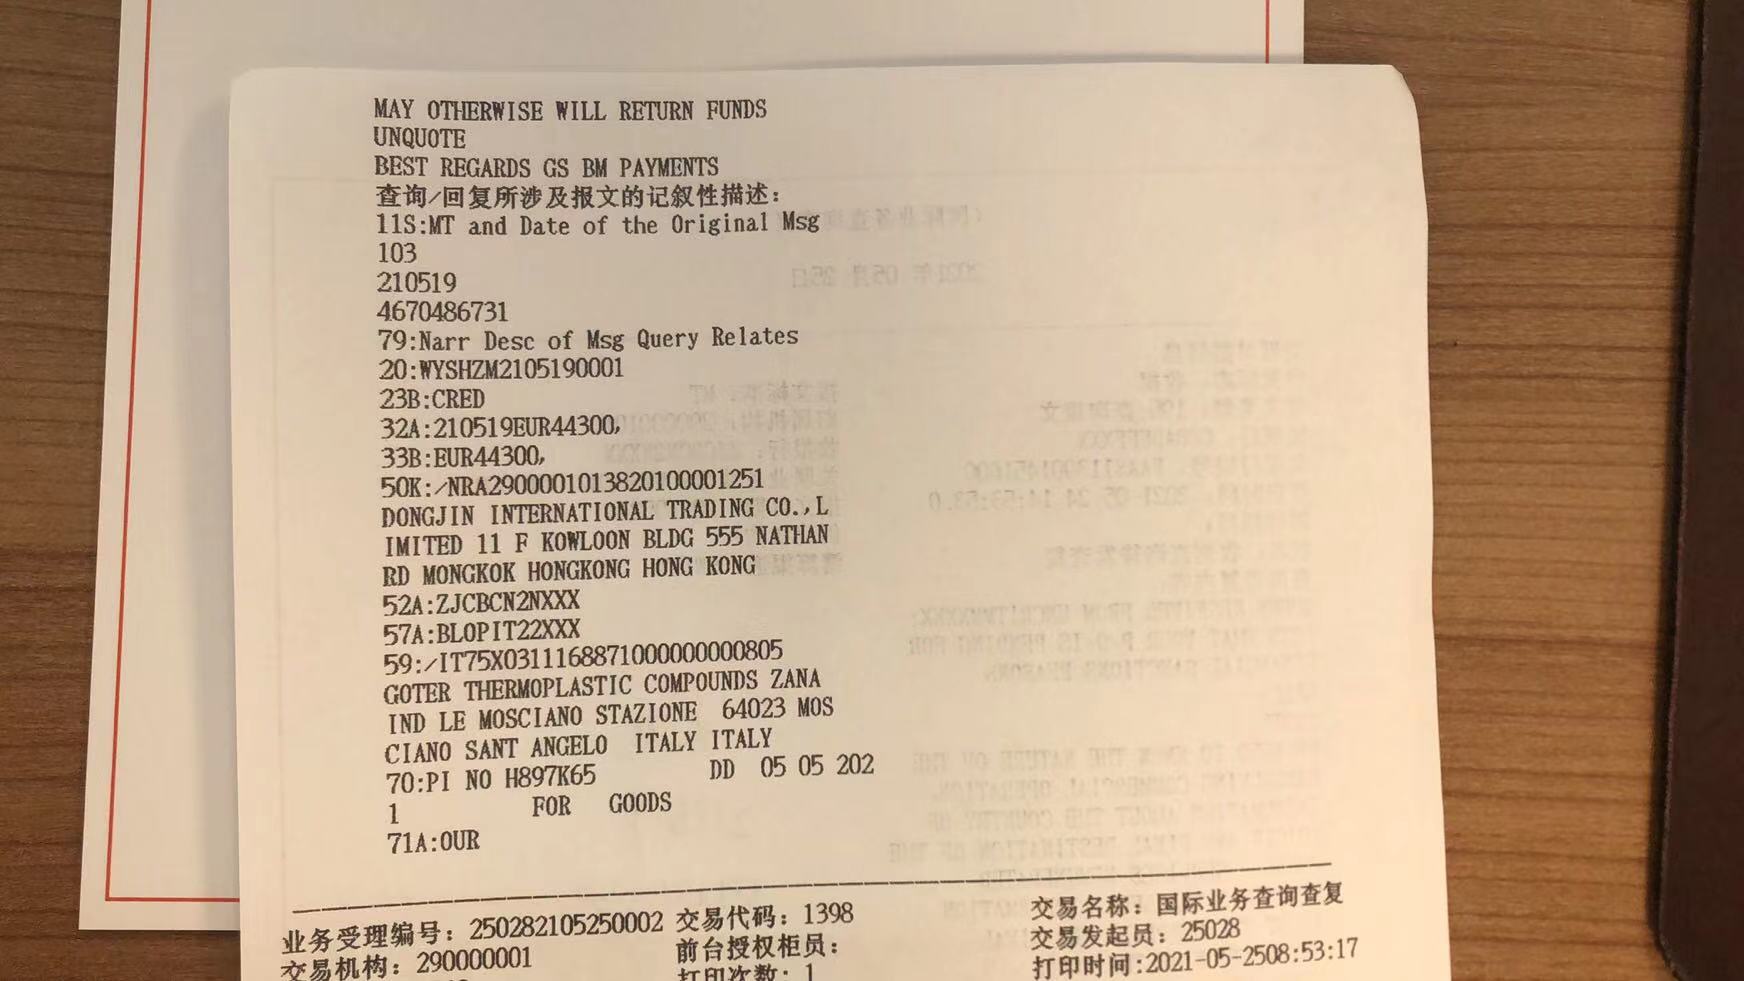 MAY OTHERWISE WILL RETURN FUNDS
UNQUOTE
BEST REGARDS GS BM PAYMENTS
查询/回复所涉及报文的记叙性描述:
11S:MT and Date of the Original Msg
103
210519
4670486731
79:Narr Desc of Msg Query Relates
20:WYSHZM2105190001
23B:CRED
32A:210519EUR44300,
33B:EUR44300,
50K:/NRA2900001013820100001251
DONGJIN INTERNATIONAL TRADING CO.,L
IMITED 11 F KOWLOON BLDG 555 NATHAN
RD MONGKOK HONGKONG HONG KONG
52A:ZJCBCN2NXXX
57A:BLOPIT22XXX
59:/IT75X0311168871000000000805
GOTER THERMOPLASTIC COMPOUNDS ZANA
IND LE MOSCIANO STAZIONE 64023 MOS
CIANO SANT ANGELO ITALY ITALY
70:PI NO H897K65 DD 05 05 202
1 FOR GOODS
71A:OUR
业务受理编号: 250282105250002 交易代码: 1398 交易名称: 国际业务查询查复
交易机构: 290000001 前台授权柜员: 交易发起员: 25028
打印次数: 1 打印时间:2021-05-2508:53:17